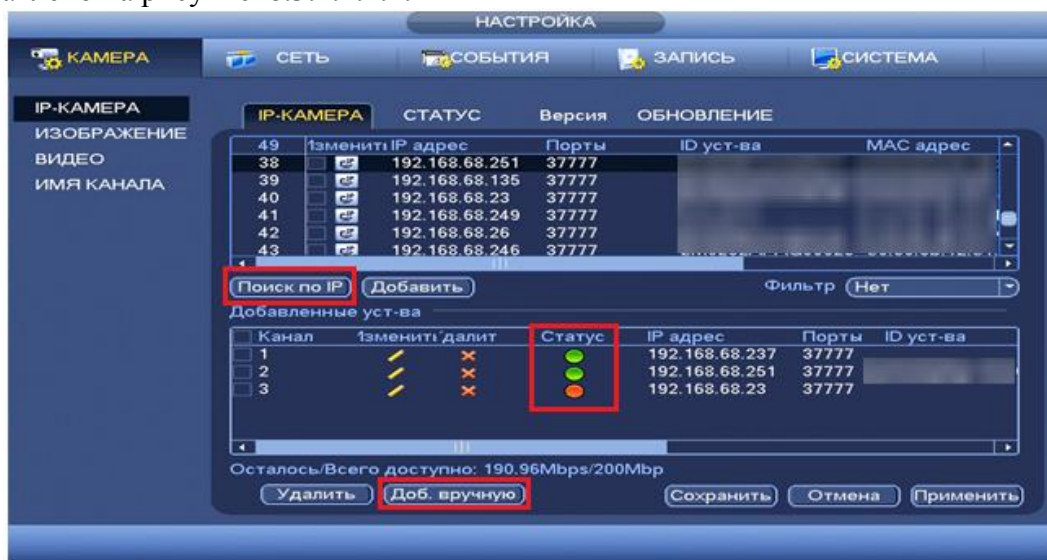 НАСТРОЙКА
КАМЕРА СЕТЬ СОБЫТИЯ ЗАПИСЬ СИСТЕМА
IP-КАМЕРА
ИЗОБРАЖЕНИЕ
ВИДЕО
ИМЯ КАНАЛА
IP-КАМЕРА СТАТУС Версия ОБНОВЛЕНИЕ
49 Изменить IP адрес Порты ID уст-ва MAC адрес
38 192.168.68.251 37777
39 192.168.68.135 37777
40 192.168.68.23 37777
41 192.168.68.249 37777
42 192.168.68.26 37777
43 192.168.68.246 37777
Поиск по IP Добавить Фильтр Нет
Добавленные уст-ва
Канал Изменить Статус IP адрес Порты ID уст-ва
1 192.168.68.237 37777
2 192.168.68.251 37777
3 192.168.68.23 37777
Осталось/Всего доступно: 190.96Mbps/200Mbp
Удалить Доб. вручную Сохранить Отмена Применить